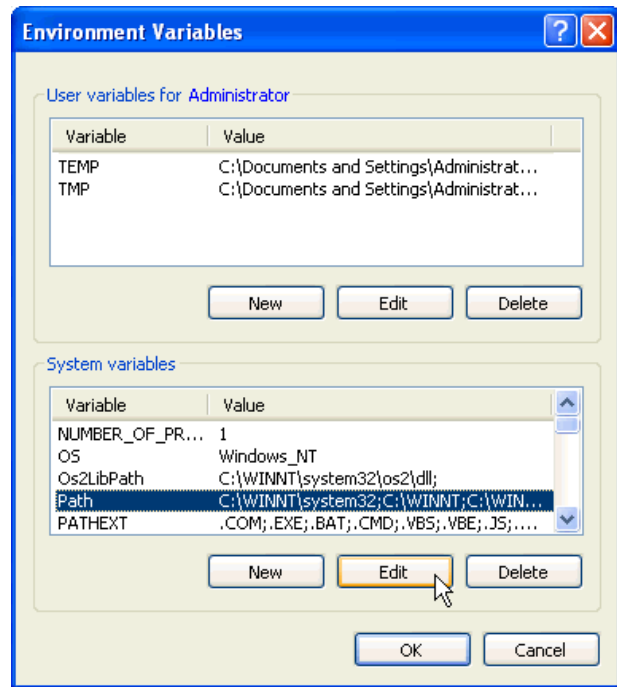 Environment Variables
User variables for Administrator
Variable Value
TEMP C:\Documents and Settings\Administrat...
TMP C:\Documents and Settings\Administrat...
New Edit Delete
System variables
Variable Value
NUMBER_OF_PR... 1
OS Windows_NT
Os2LibPath C:\WINNT\system32\os2\dll;
Path C:\WINNT\system32;C:\WINNT;C:\WIN...
PATHEXT .COM;.EXE;.BAT;.CMD;.VBS;.VBE;.JS;....
New Edit Delete
OK Cancel